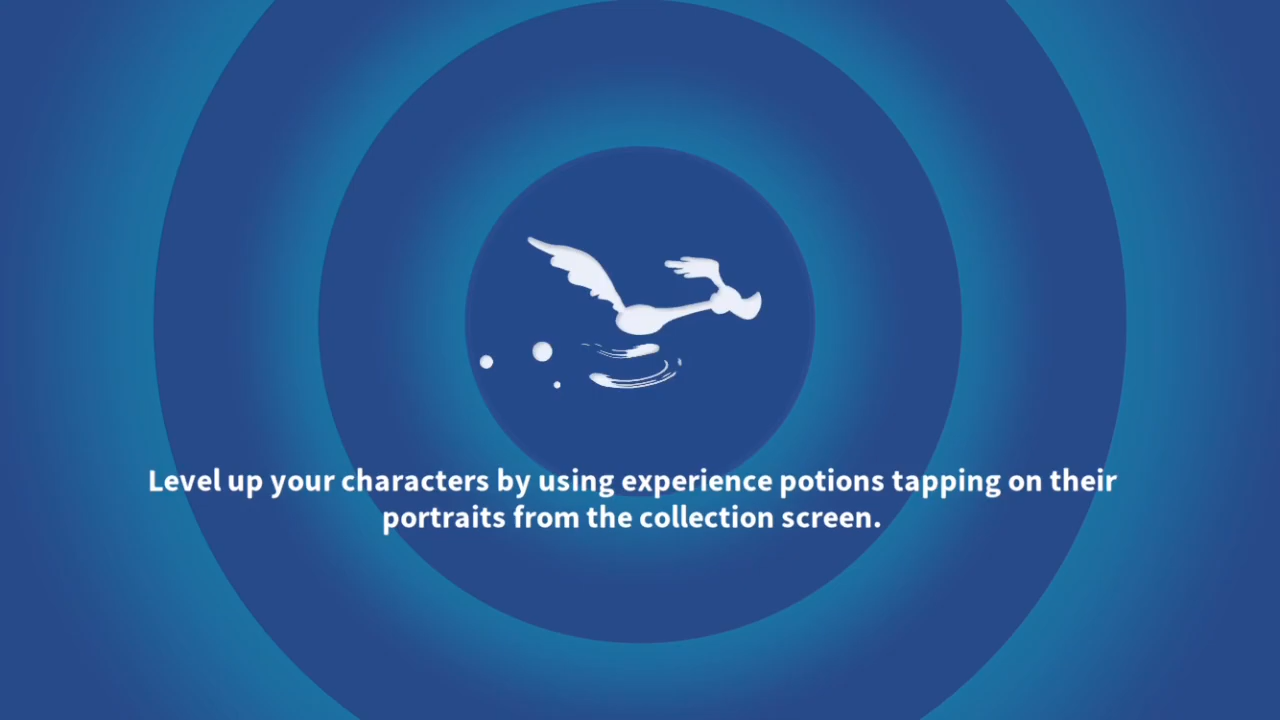 Level up your characters by using experience potions tapping on their
portraits from the collection screen.